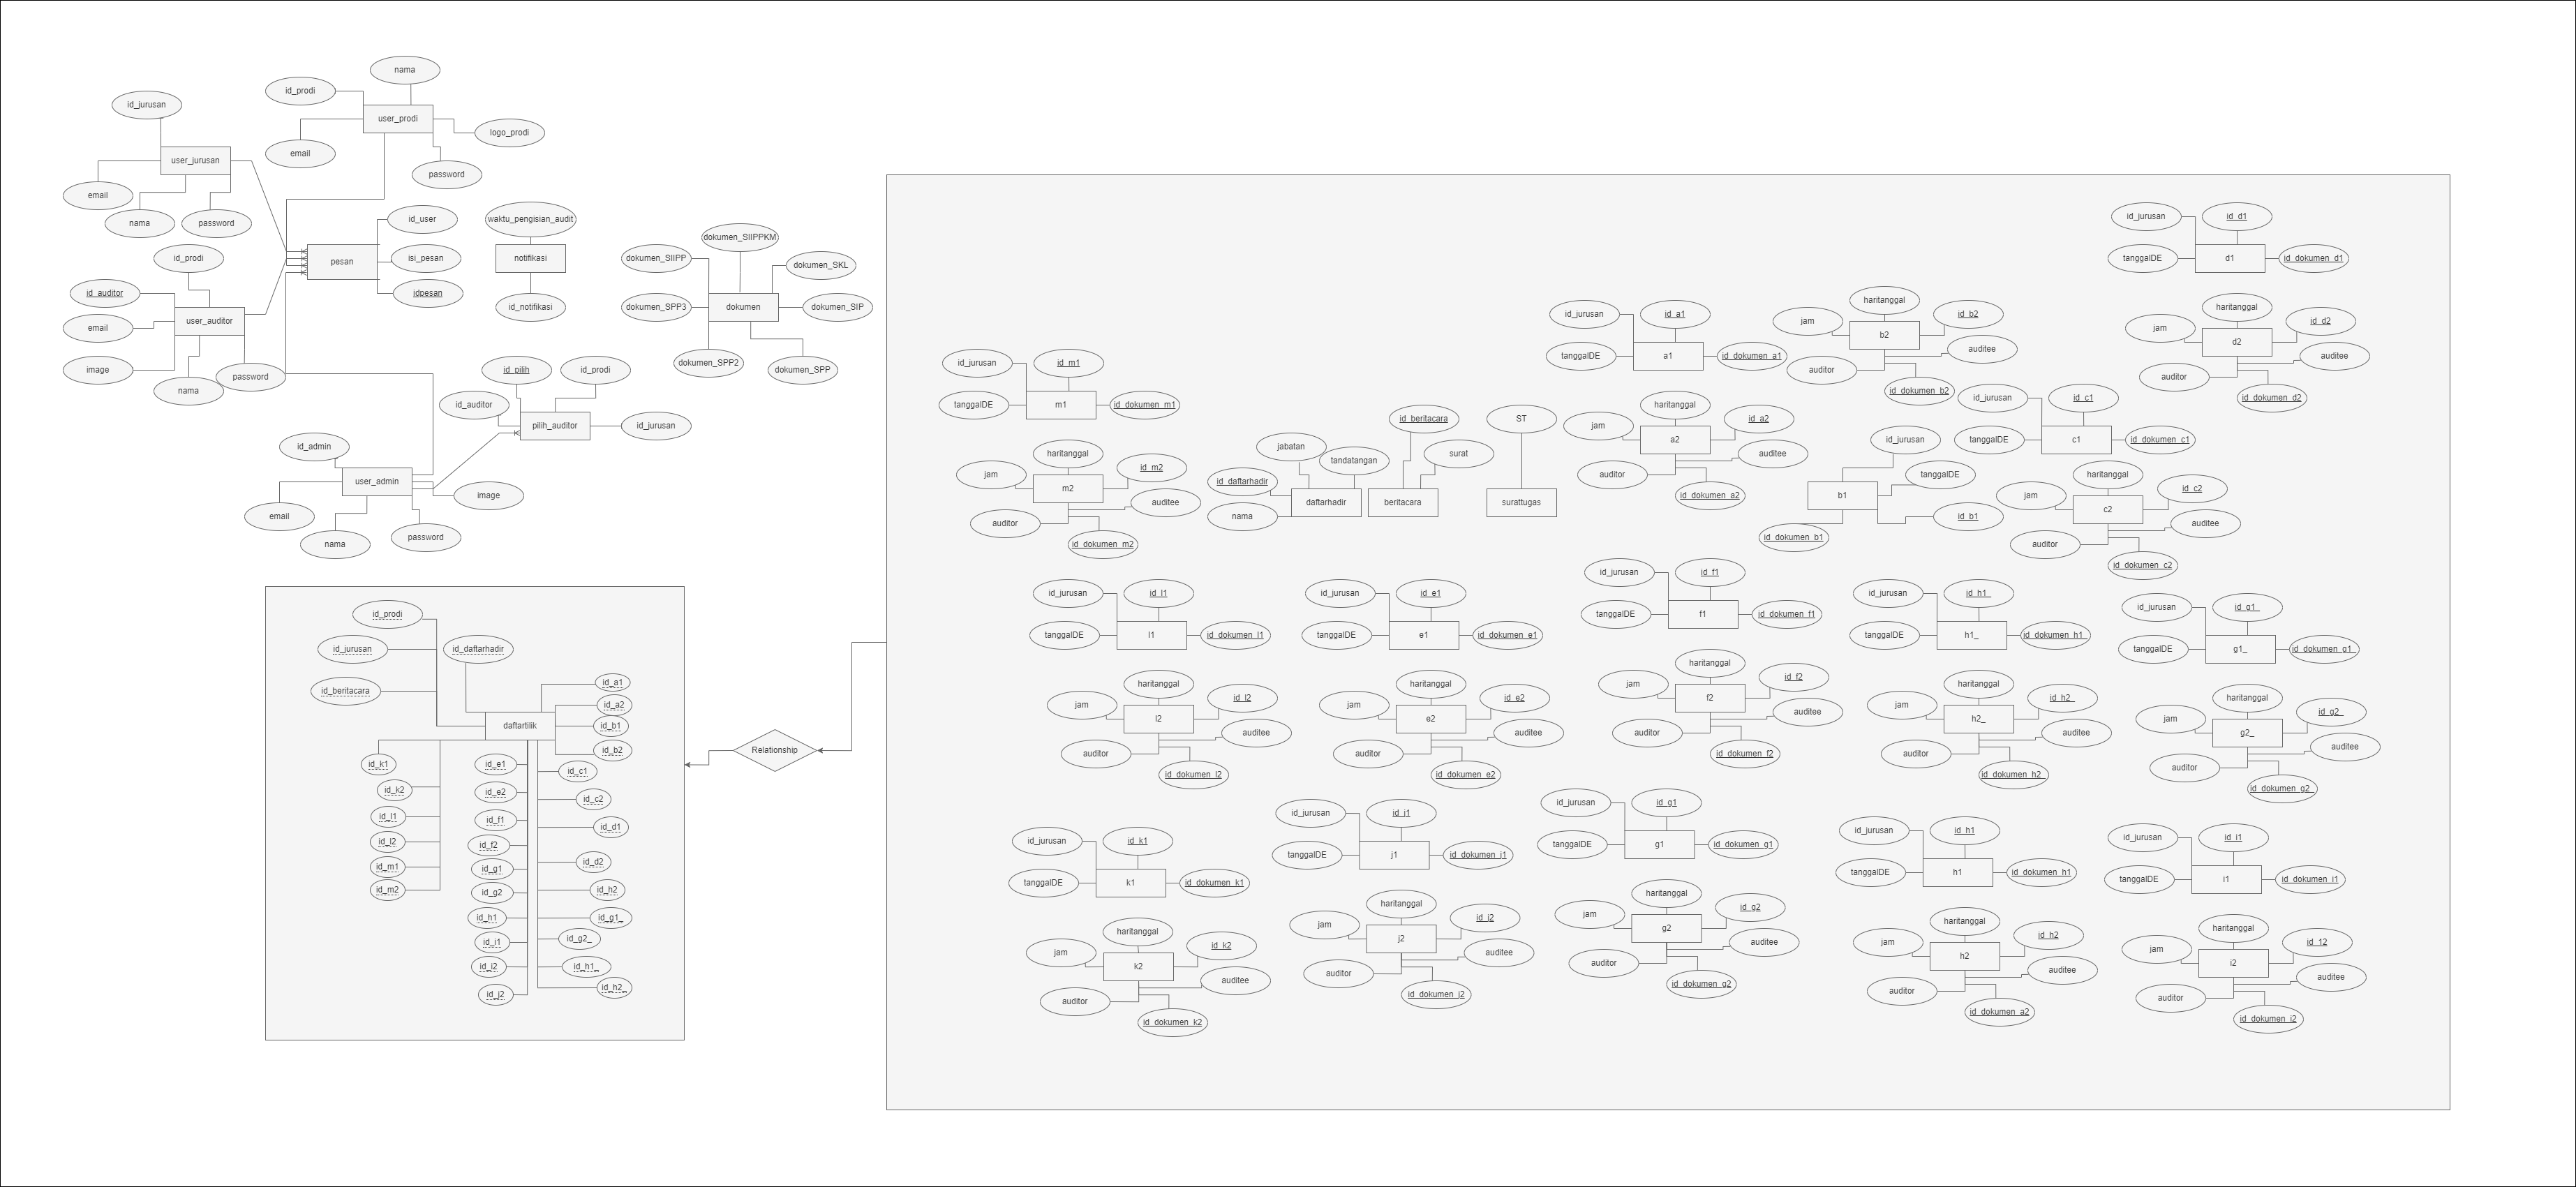 nama
id_prodi
user_prodi
logo_prodi
email
password
id_jurusan
user_jurusan
email
nama
password
id_user
pesan
isi_pesan
idpesan
id_prodi
id_auditor
user_auditor
email
image
nama
password
waktu_pengisian_audit
notifikasi
id_notifikasi
dokumen_SIIPPKM
dokumen_SIIPP
dokumen_SKL
dokumen_SPP3
dokumen
dokumen_SIP
dokumen_SPP2
dokumen_SPP
id_pilih
id_prodi
id_auditor
pilih_auditor
id_jurusan
id_admin
user_admin
image
email
nama
password
id_prodi
id_jurusan
id_daftarhadir
id_beritacara
daftartilik
id_a1
id_a2
id_b1
id_b2
id_k1
id_k2
id_l1
id_l2
id_m1
id_m2
id_e1
id_e2
id_f1
id_f2
id_g1
id_g2
id_h1
id_i1
id_i2
id_j2
id_c1
id_c2
id_d1
id_d2
id_h2
id_g1_
id_g2_
id_h1_
id_h2_
Relationship
id_jurusan
id_m1
tanggalDE
m1
id_dokumen_m1
haritanggal
jam
m2
id_m2
auditee
auditor
id_dokumen_m2
jabatan
tandatangan
id_daftarhadir
daftarhadir
nama
id_beritacara
surat
beritacara
ST
surattugas
id_jurusan
id_a1
tanggalDE
a1
id_dokumen_a1
haritanggal
jam
a2
id_a2
auditee
auditor
id_dokumen_a2
haritanggal
jam
b2
id_b2
auditee
auditor
id_dokumen_b2
id_jurusan
tanggalDE
b1
id_b1
id_dokumen_b1
id_jurusan
id_d1
tanggalDE
d1
id_dokumen_d1
haritanggal
jam
d2
id_d2
auditee
auditor
id_dokumen_d2
id_jurusan
id_c1
tanggalDE
c1
id_dokumen_c1
haritanggal
jam
c2
id_c2
auditee
auditor
id_dokumen_c2
id_jurusan
id_l1
tanggalDE
l1
id_dokumen_l1
haritanggal
jam
l2
id_l2
auditee
auditor
id_dokumen_l2
id_jurusan
id_e1
tanggalDE
e1
id_dokumen_e1
haritanggal
jam
e2
id_e2
auditee
auditor
id_dokumen_e2
id_jurusan
id_f1
tanggalDE
f1
id_dokumen_f1
haritanggal
jam
f2
id_f2
auditee
auditor
id_dokumen_f2
id_jurusan
id_h1_
tanggalDE
h1_
id_dokumen_h1_
haritanggal
jam
h2_
id_h2_
auditee
auditor
id_dokumen_h2_
id_jurusan
id_g1_
tanggalDE
g1_
id_dokumen_g1_
haritanggal
jam
g2_
id_g2_
auditee
auditor
id_dokumen_g2_
id_jurusan
id_k1
tanggalDE
k1
id_dokumen_k1
haritanggal
jam
k2
id_k2
auditee
auditor
id_dokumen_k2
id_jurusan
id_j1
tanggalDE
j1
id_dokumen_j1
haritanggal
jam
j2
id_j2
auditee
auditor
id_dokumen_j2
id_jurusan
id_g1
tanggalDE
g1
id_dokumen_g1
haritanggal
jam
g2
id_g2
auditee
auditor
id_dokumen_g2
id_jurusan
id_h1
tanggalDE
h1
id_dokumen_h1
haritanggal
jam
h2
id_h2
auditee
auditor
id_dokumen_a2
id_jurusan
id_i1
tanggalDE
i1
id_dokumen_i1
haritanggal
jam
i2
id_12
auditee
auditor
id_dokumen_i2